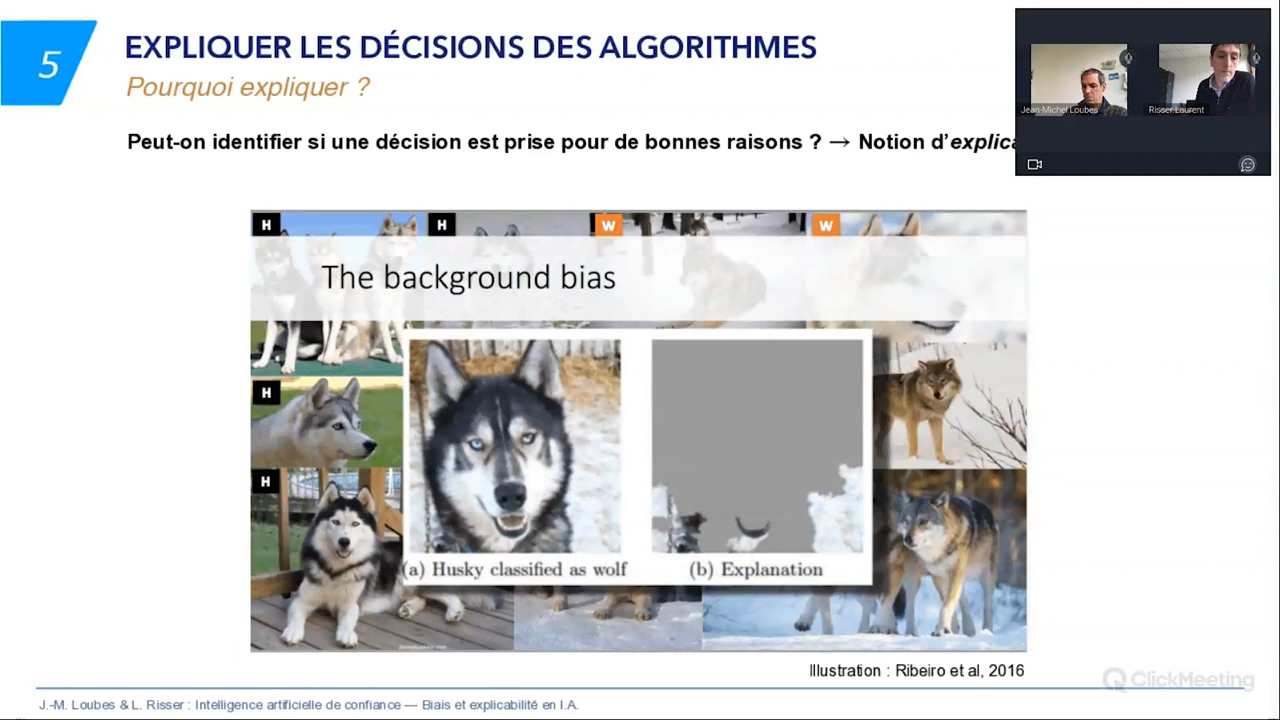 5
EXPLIQUER LES DÉCISIONS DES ALGORITHMES
Pourquoi expliquer ?
Jean-Michel Loubes
Risser Laurent
Peut-on identifier si une décision est prise pour de bonnes raisons ? → Notion d’explica
H
H
W
W
The background bias
H
H
(a) Husky classified as wolf
(b) Explanation
Illustration : Ribeiro et al, 2016
ClickMeeting
J.-M. Loubes & L. Risser : Intelligence artificielle de confiance — Biais et explicabilité en I.A.